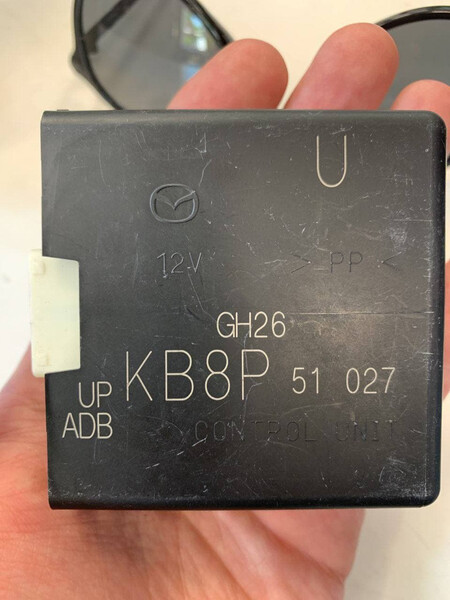 U
12V >PP<
GH26
KB8P 51 027
UP
ADB
CONTROL UNIT